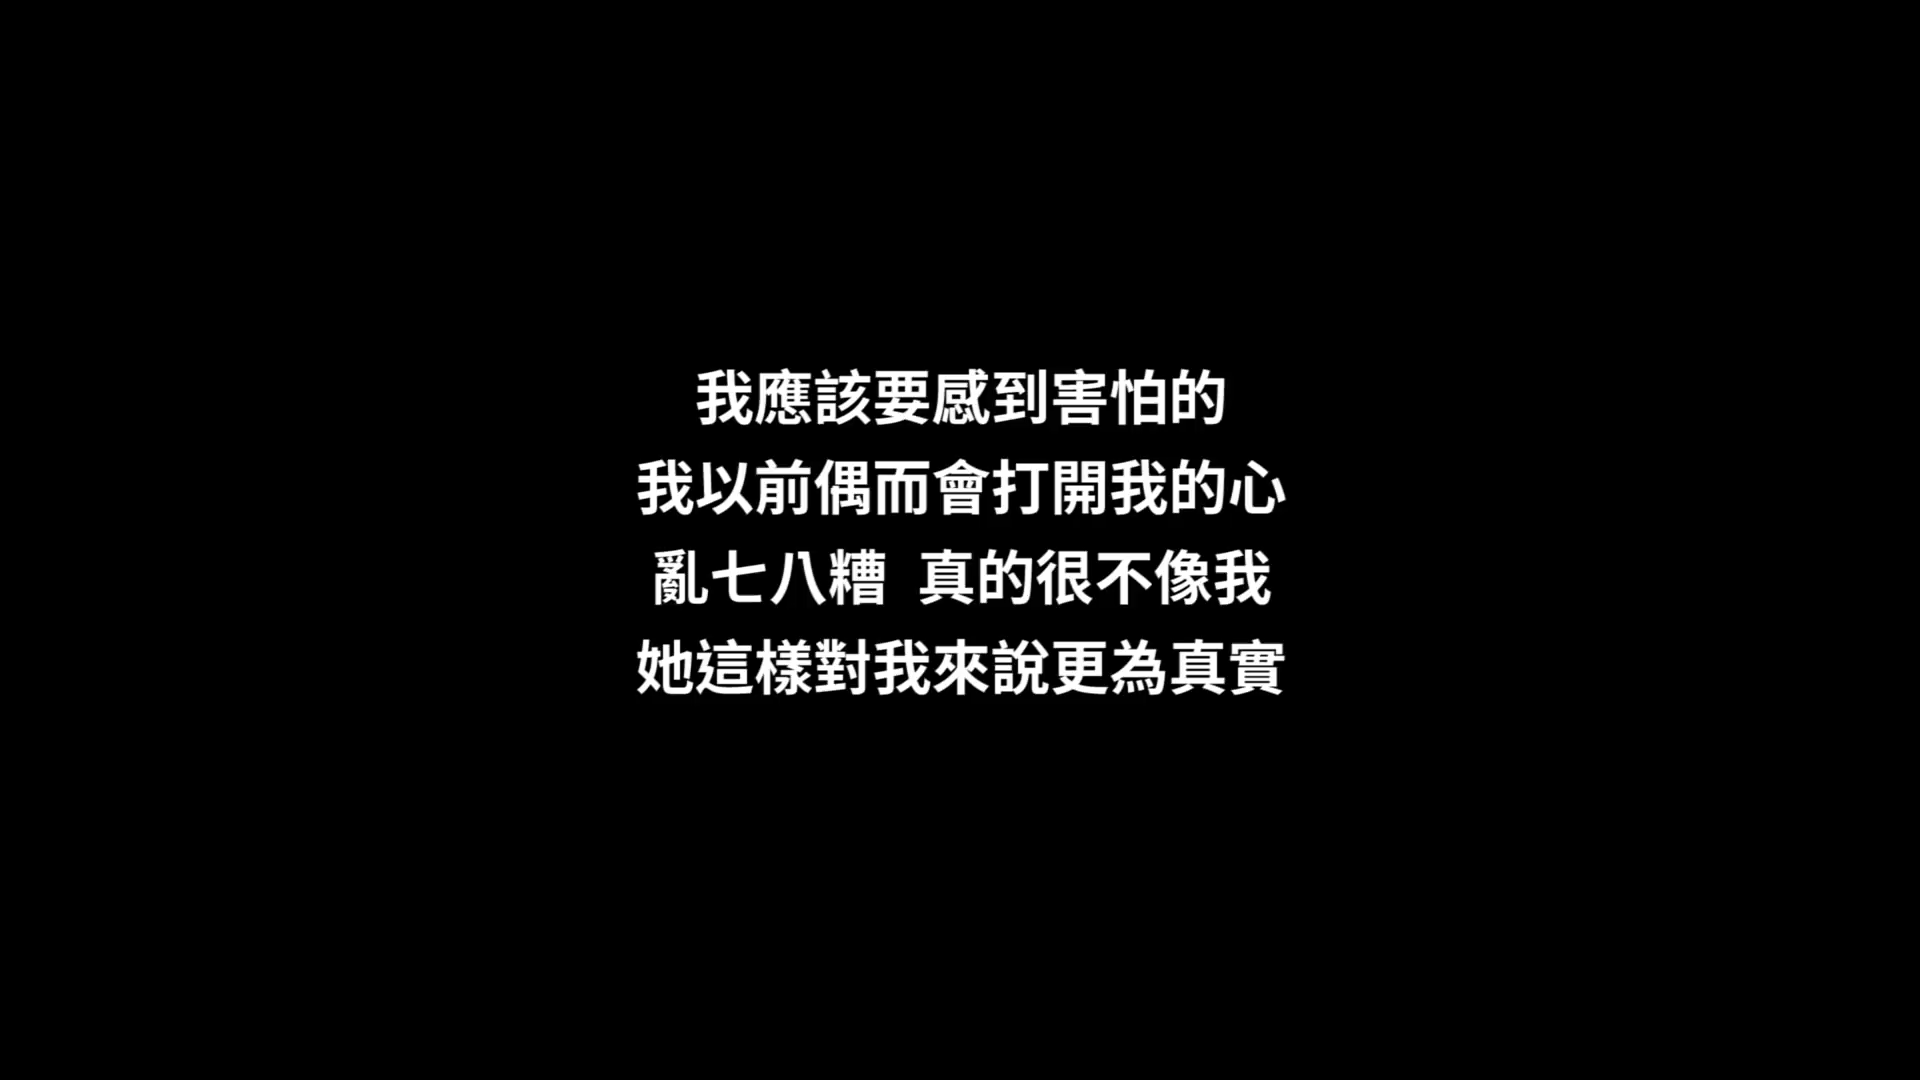 我應該要感到害怕的
我以前偶而會打開我的心
亂七八糟 真的很不像我
她這樣對我來說更為真實